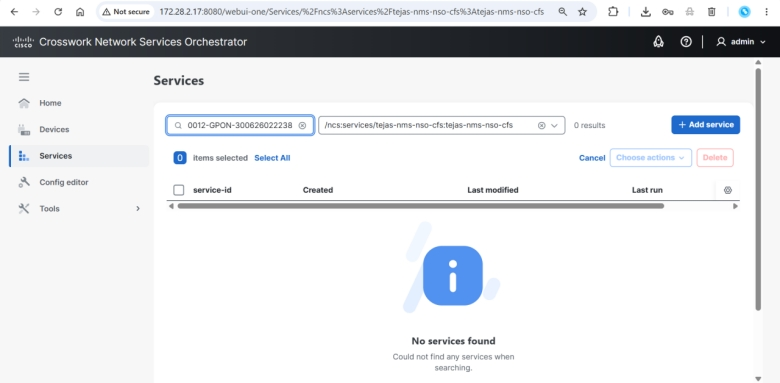 Not secure 172.28.2.17:8080/webui-one/Services/%2Fncs%3Aservices%2Ftejas-nms-nso-cfs%3Atejas-nms-nso-cfs
CISCO Crosswork Network Services Orchestrator admin
Services
Home
Devices
Services
Config editor
Tools
0012-GPON-300626022238 /ncs:services/tejas-nms-nso-cfs:tejas-nms-nso-cfs 0 results + Add service
0 items selected Select All Cancel Choose actions Delete
service-id Created Last modified Last run
No services found
Could not find any services when
searching.